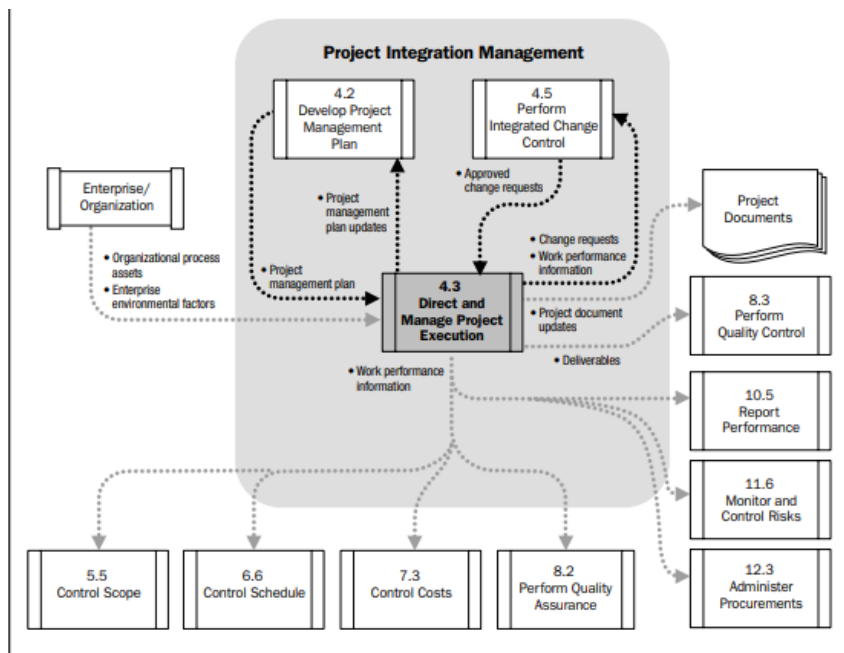 Project Integration Management
4.2
Develop Project
Management
Plan
4.5
Perform
Integrated Change
Control
Enterprise/
Organization
• Approved
change requests
Project
Documents
• Project
management
plan updates
• Organizational process
assets
• Enterprise
environmental factors
• Project
management plan
• Change requests
• Work performance
information
4.3
Direct and
Manage Project
Execution
• Project document
updates
• Deliverables
8.3
Perform
Quality Control
• Work performance
information
10.5
Report
Performance
11.6
Monitor and
Control Risks
12.3
Administer
Procurements
5.5
Control Scope
6.6
Control Schedule
7.3
Control Costs
8.2
Perform Quality
Assurance